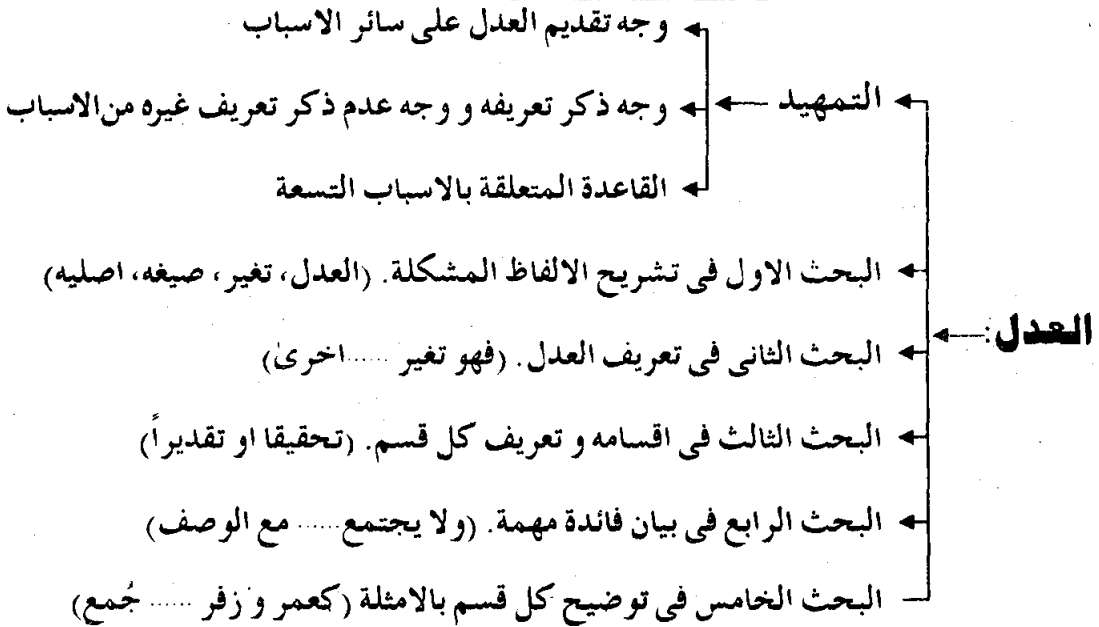 وجه تقديم العدل على سائر الاسباب
التمهيد
وجه ذكر تعريفه و وجه عدم ذكر تعريف غيره من الاسباب
القاعدة المتعلقة بالاسباب التسعة
البحث الاول فى تشريح الالفاظ المشكلة. (العدل، تغير، صيغه، اصليه)
العدل:
البحث الثانى فى تعريف العدل. (فهو تغير ...... اخرىٰ)
البحث الثالث فى اقسامه و تعريف كل قسم. (تحقيقا او تقديراً)
البحث الرابع فى بيان فائدة مهمة. (ولا يجتمع ..... مع الوصف)
البحث الخامس فى توضيح كل قسم بالامثلة (كعمر و زفر ...... جُمع)